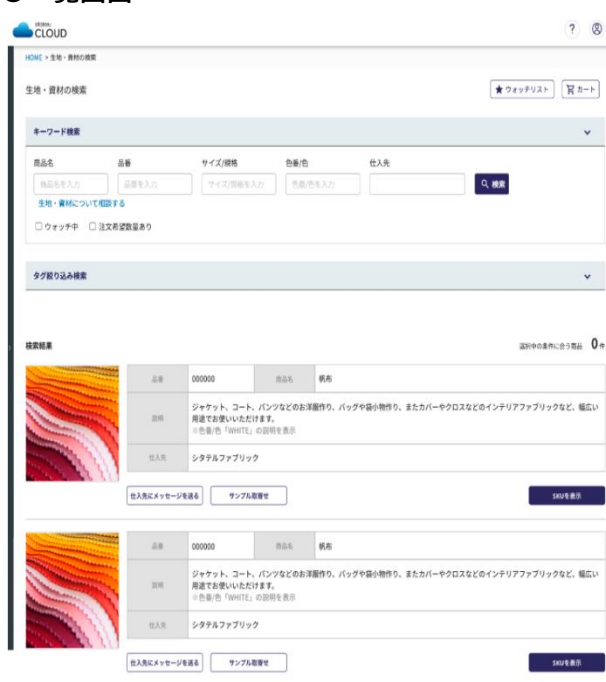 一覧画面
CLOUD
?
HOME > 生地・資材の検索
生地・資材の検索
★ ウォッチリスト
カート
キーワード検索
商品名 品番 サイズ/規格 色番/色 仕入先
商品名を入力 品番を入力 サイズ/規格を入力 色番/色を入力 検索
生地・資材について相談する
ウォッチ中 注文希望数量あり
タグ絞り込み検索
検索結果
選択中の条件に合う商品 0件
品番 000000 商品名 帆布
説明 ジャケット、コート、パンツなどのお洋服作り、バッグや袋小物作り、またカバーやクロスなどのインテリアファブリックなど、幅広い
用途でお使いいただけます。
※色番/色「WHITE」の説明を表示
仕入先 シタテルファブリック
仕入先にメッセージを送る サンプル取寄せ SKUを表示
品番 000000 商品名 帆布
説明 ジャケット、コート、パンツなどのお洋服作り、バッグや袋小物作り、またカバーやクロスなどのインテリアファブリックなど、幅広い
用途でお使いいただけます。
※色番/色「WHITE」の説明を表示
仕入先 シタテルファブリック
仕入先にメッセージを送る サンプル取寄せ SKUを表示